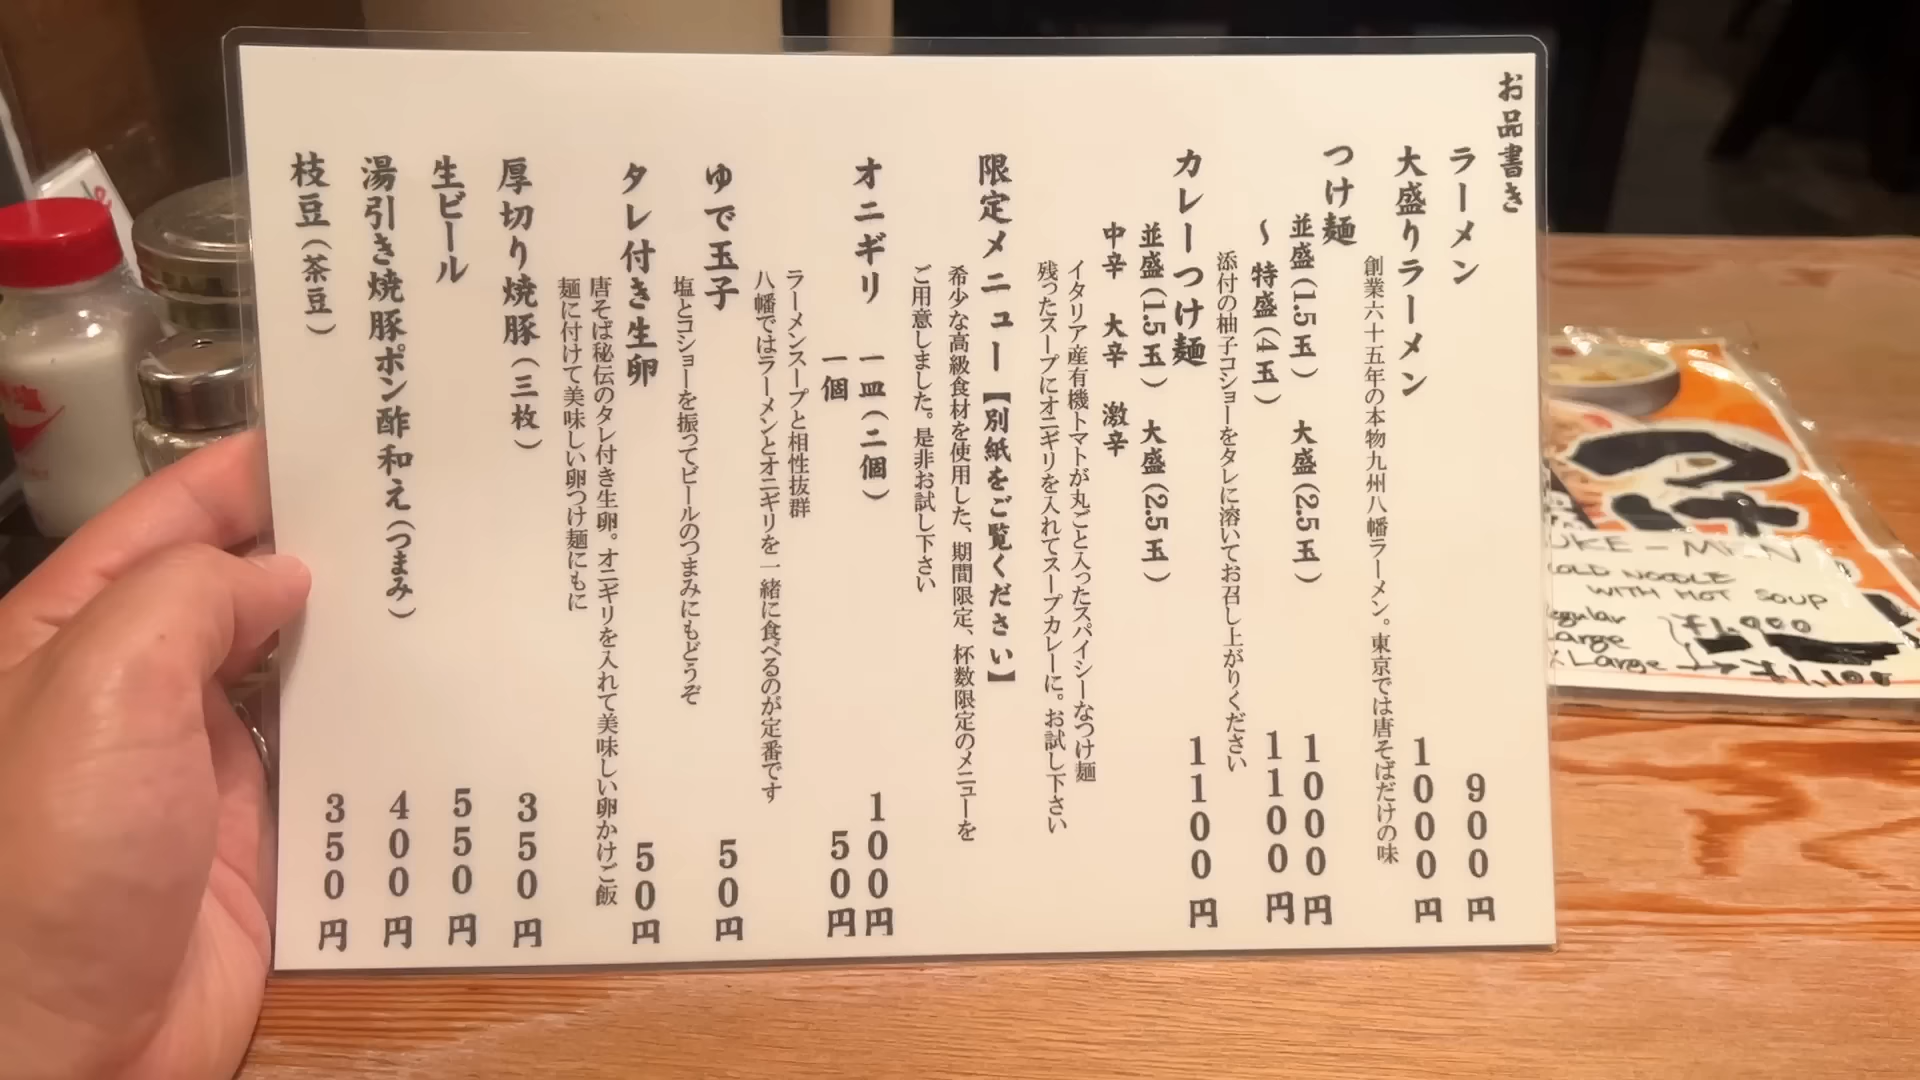 お品書き
ラーメン 900円
大盛りラーメン 1000円
創業六十五年の本物九州八幡ラーメン。東京では唐そばだけの味
つけ麺
並盛(1.5玉) 大盛(2.5玉) 1000円
～特盛(4玉) 1100円
添付の柚子コショーをタレに溶いてお召し上がりください
カレーつけ麺 1100円
並盛(1.5玉) 大盛(2.5玉)
中辛 大辛 激辛
イタリア産有機トマトが丸ごと入ったスパイシーなつけ麺
残ったスープにオニギリを入れてスープカレーに。お試し下さい
限定メニュー【別紙をご覧ください】
希少な高級食材を使用した、期間限定、杯数限定のメニューを
ご用意しました。是非お試し下さい
オニギリ 一皿(二個) 100円
一個 50円
ラーメンスープと相性抜群
八幡ではラーメンとオニギリを一緒に食べるのが定番です
ゆで玉子 50円
塩とコショーを振ってビールのつまみにもどうぞ
タレ付き生卵 50円
唐そば秘伝のタレ付き生卵。オニギリを入れて美味しい卵かけご飯
麺に付けて美味しい卵つけ麺にもに
厚切り焼豚(三枚) 350円
生ビール 550円
湯引き焼豚ポン酢和え(つまみ) 400円
枝豆(茶豆) 350円
つけ
UKE-MEN
COLD NOODLE
WITH HOT SOUP
Regular
Large
X Large